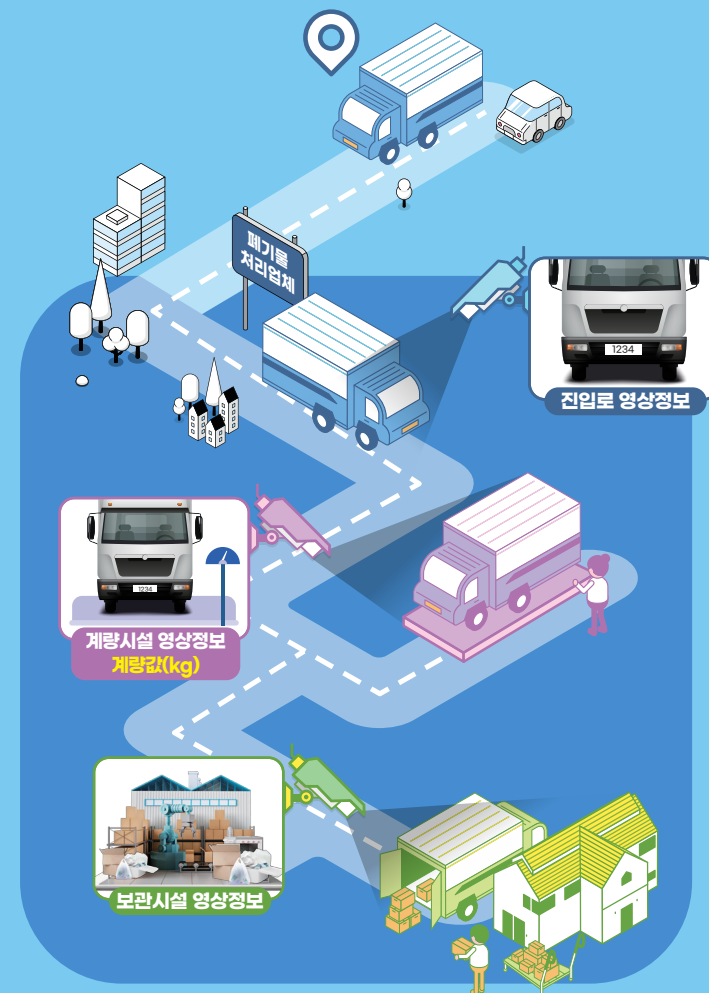 폐기물
처리업체
1234
진입로 영상정보
1234
계량시설 영상정보
계량값(kg)
보관시설 영상정보